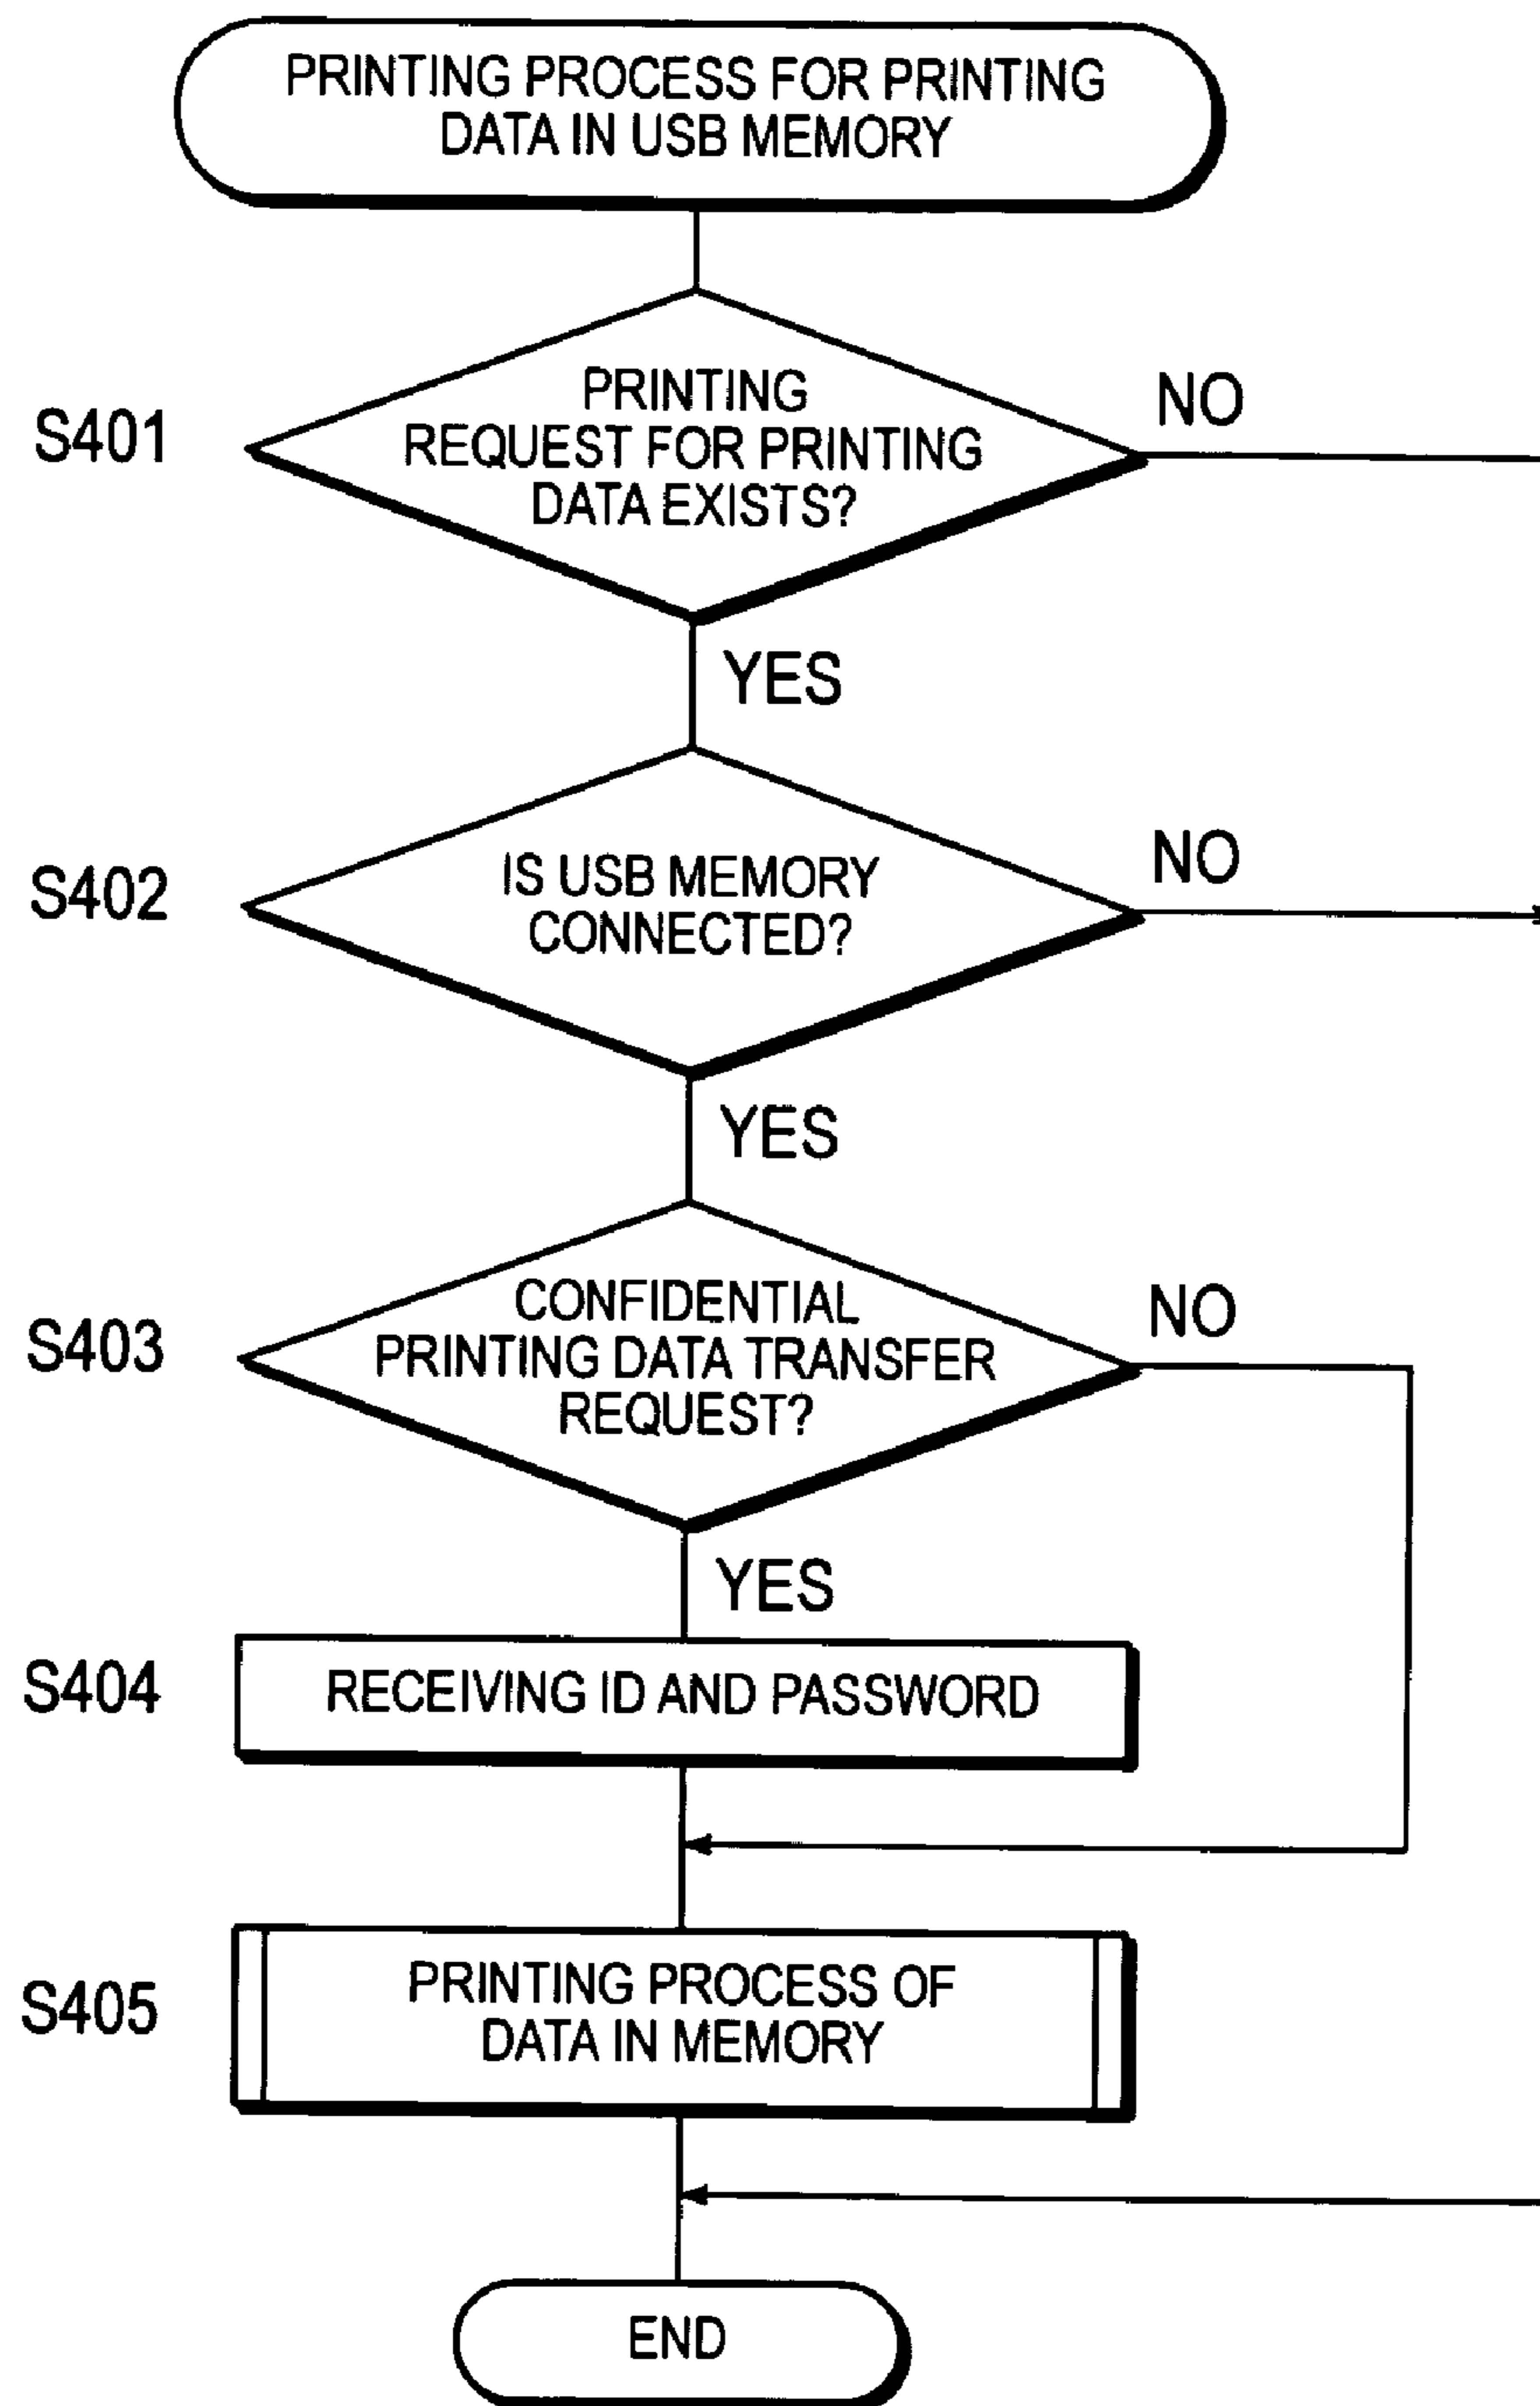 PRINTING PROCESS FOR PRINTING
DATA IN USB MEMORY
S401
PRINTING
REQUEST FOR PRINTING
DATA EXISTS?
NO
YES
S402
IS USB MEMORY
CONNECTED?
NO
YES
S403
CONFIDENTIAL
PRINTING DATA TRANSFER
REQUEST?
NO
YES
S404
RECEIVING ID AND PASSWORD
S405
PRINTING PROCESS OF
DATA IN MEMORY
END